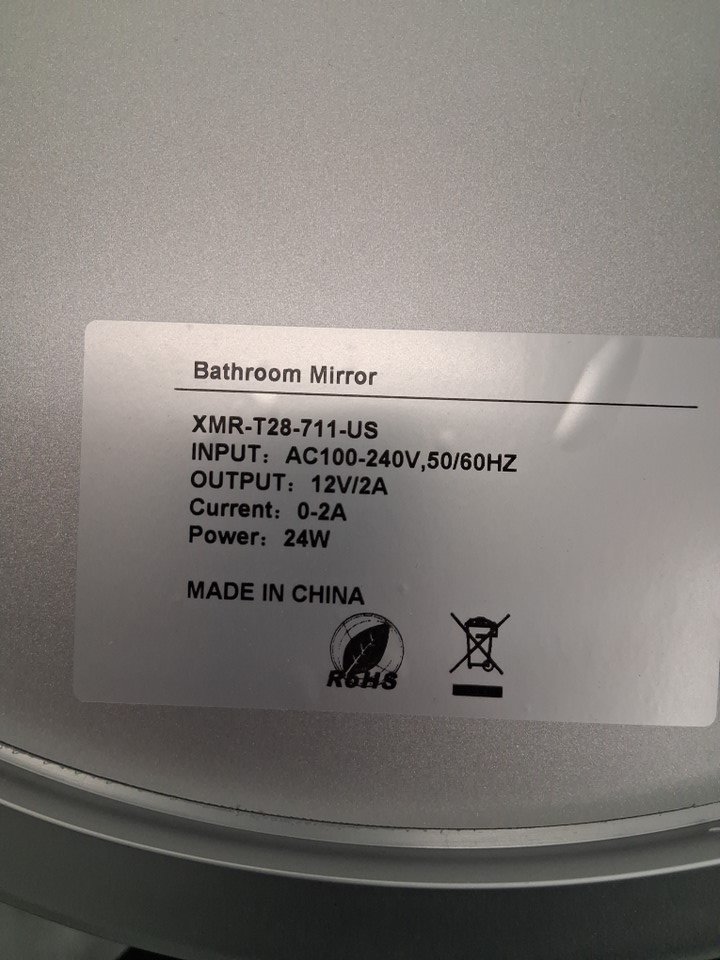 Bathroom Mirror
XMR-T28-711-US
INPUT: AC100-240V,50/60HZ
OUTPUT: 12V/2A
Current: 0-2A
Power: 24W
MADE IN CHINA
RoHS